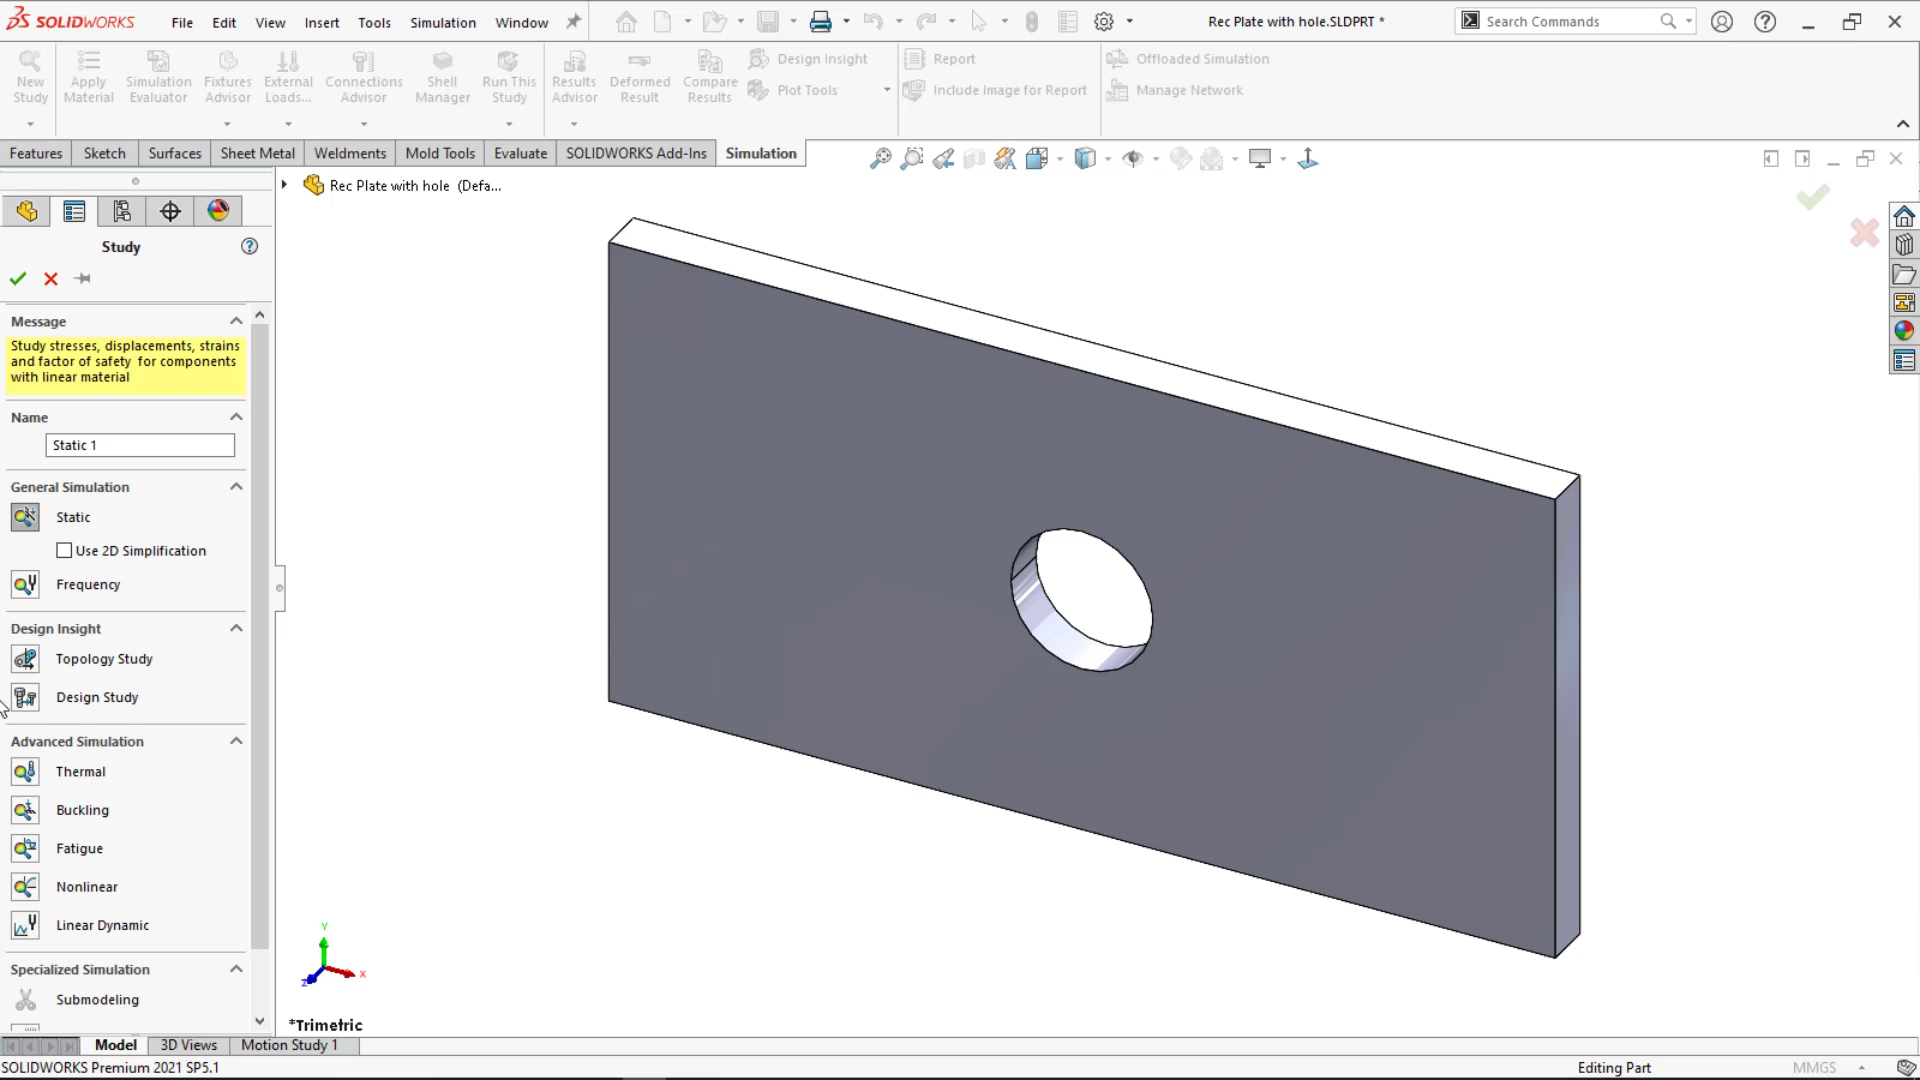 SOLIDWORKS File Edit View Insert Tools Simulation Window Rec Plate with hole.SLDPRT * Search Commands
New Study
Apply Material
Simulation Evaluator
Fixtures Advisor
External Loads...
Connections Advisor
Shell Manager
Run This Study
Results Advisor
Deformed Result
Compare Results
Design Insight
Plot Tools
Report
Include Image for Report
Offloaded Simulation
Manage Network
Features Sketch Surfaces Sheet Metal Weldments Mold Tools Evaluate SOLIDWORKS Add-Ins Simulation
Rec Plate with hole (Defa...
Study
Message
Study stresses, displacements, strains
and factor of safety for components
with linear material
Name
Static 1
General Simulation
Static
Use 2D Simplification
Frequency
Design Insight
Topology Study
Design Study
Advanced Simulation
Thermal
Buckling
Fatigue
Nonlinear
Linear Dynamic
Specialized Simulation
Submodeling
Y
X
Z
*Trimetric
Model 3D Views Motion Study 1
SOLIDWORKS Premium 2021 SP5.1 Editing Part MMGS